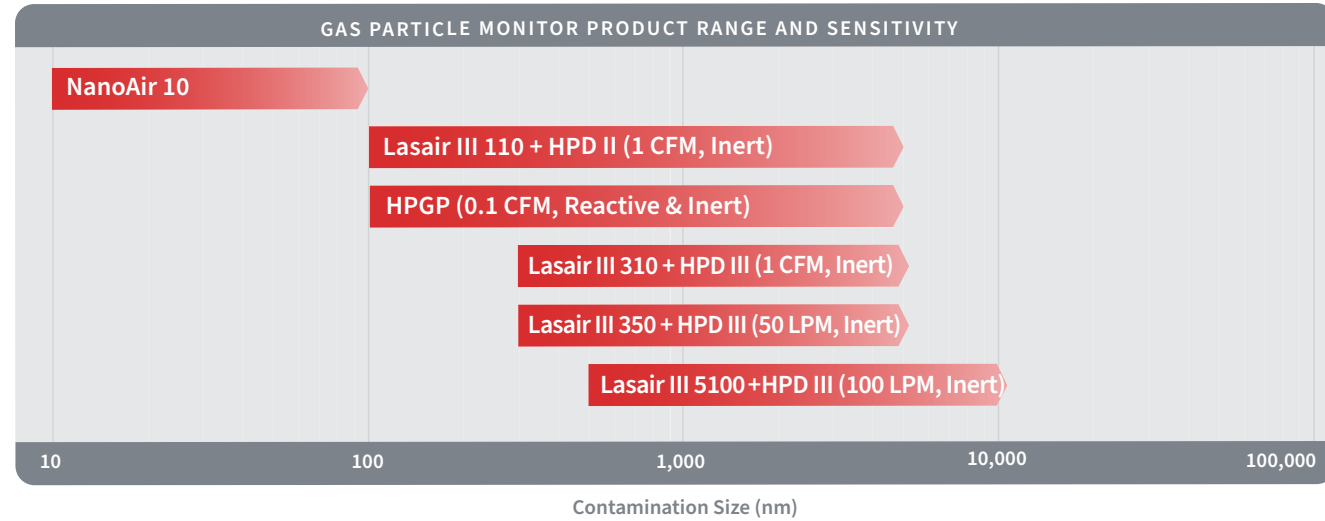 GAS PARTICLE MONITOR PRODUCT RANGE AND SENSITIVITY
NanoAir 10
Lasair III 110 + HPD II (1 CFM, Inert)
HPGP (0.1 CFM, Reactive & Inert)
Lasair III 310 + HPD III (1 CFM, Inert)
Lasair III 350 + HPD III (50 LPM, Inert)
Lasair III 5100+HPD III (100 LPM, Inert)
10 100 1,000 10,000 100,000
Contamination Size (nm)